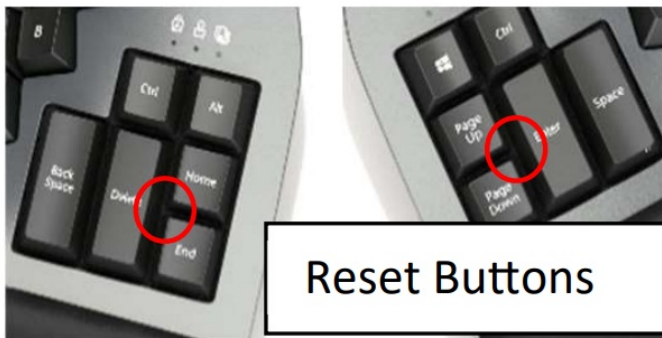 B
Ctrl
Alt
Back
Space
Delete
Home
End
Ctrl
Page
Up
Enter
Space
Page
Down
Reset Buttons